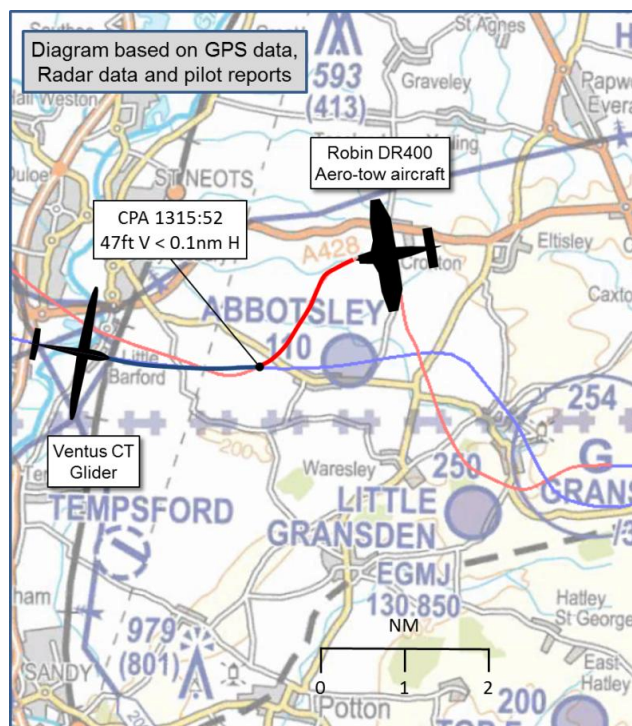 Diagram based on GPS data,
Radar data and pilot reports
593
(413)
St Agnes
Graveley
Rapw
Evera
Robin DR400
Aero-tow aircraft
ST NEOTS
CPA 1315:52
47ft V < 0.1nm H
A428
Eltisley
Caxto
ABBOTSLEY
110
Little
Barford
Ventus CT
Glider
254
G
GRANS
Waresley
250
LITTLE
GRANSDEN
TEMPSFORD
EGMJ
130.850
200
Hatley
St George
979
(801)
NM
0 1 2
East
Hatley
SANDY
Potton
200